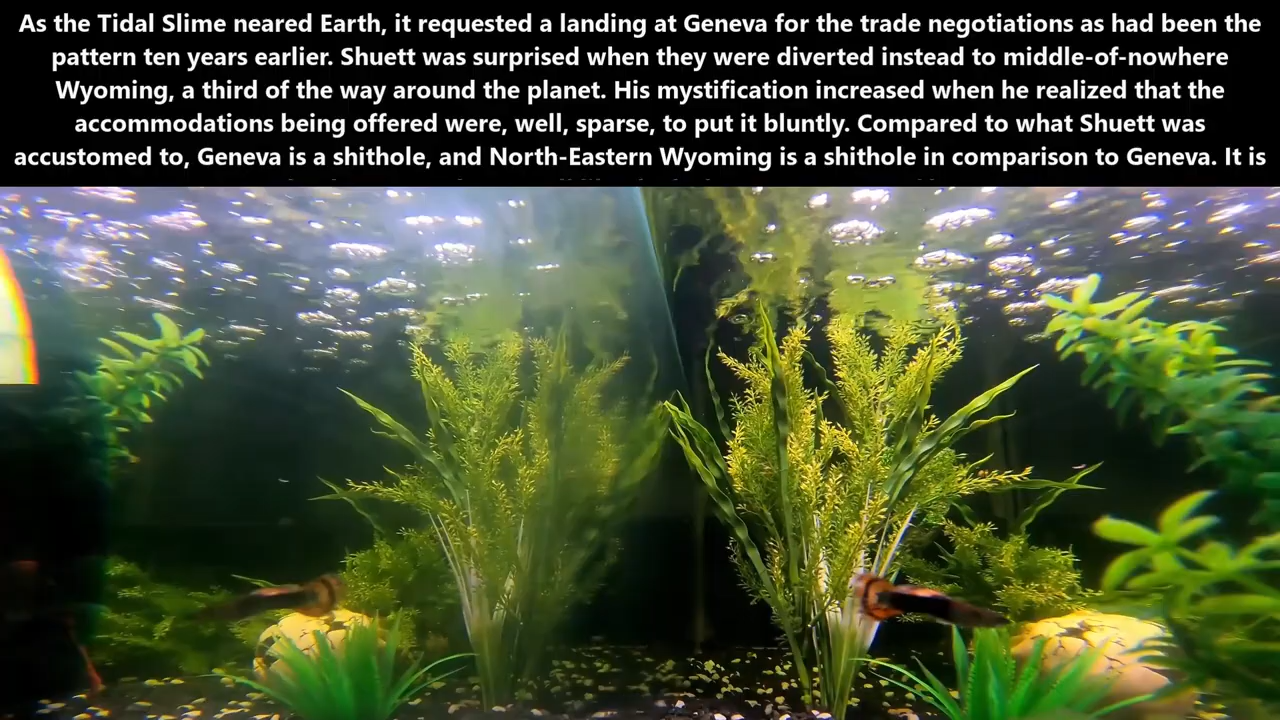 As the Tidal Slime neared Earth, it requested a landing at Geneva for the trade negotiations as had been the
pattern ten years earlier. Shuett was surprised when they were diverted instead to middle-of-nowhere
Wyoming, a third of the way around the planet. His mystification increased when he realized that the
accommodations being offered were, well, sparse, to put it bluntly. Compared to what Shuett was
accustomed to, Geneva is a shithole, and North-Eastern Wyoming is a shithole in comparison to Geneva. It is